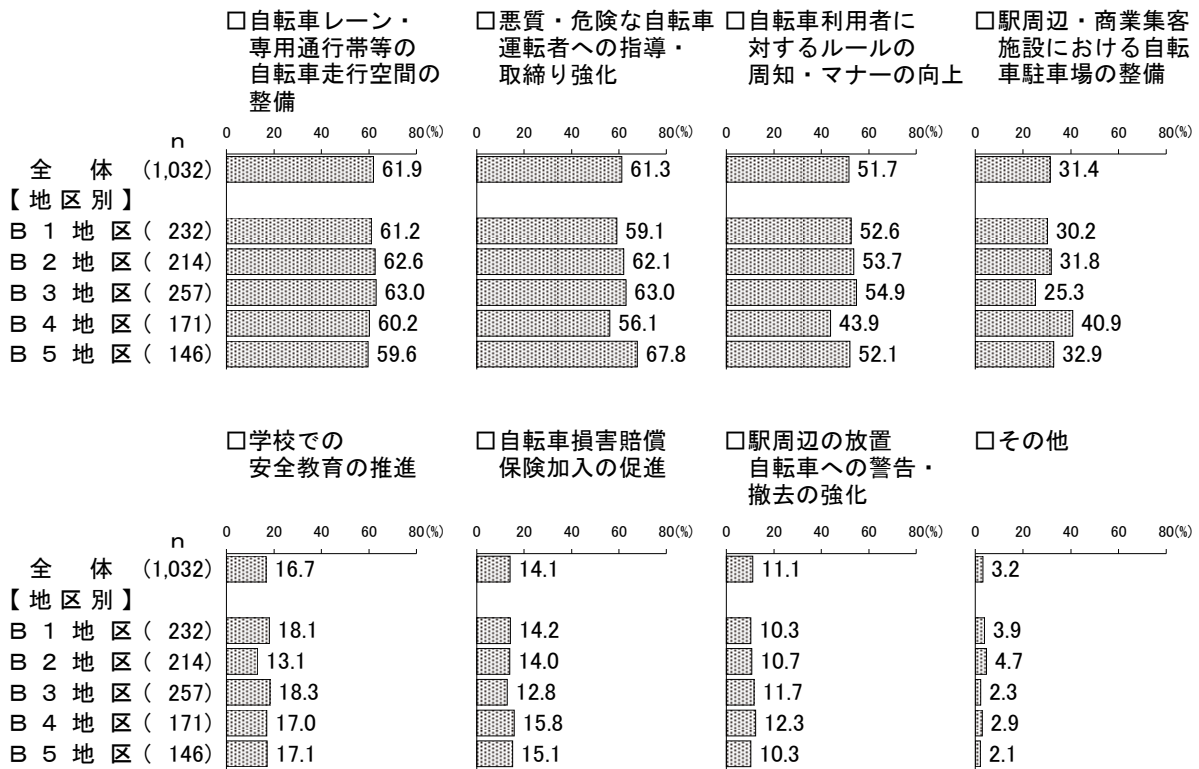 □自転車レーン・ □悪質・危険な自転車 □自転車利用者に □駅周辺・商業集客
専用通行帯等の 運転者への指導・ 対するルールの 施設における自転
自転車走行空間の 取締り強化 周知・マナーの向上 車駐車場の整備
整備
n 0 20 40 60 80(%) 0 20 40 60 80(%) 0 20 40 60 80(%) 0 20 40 60 80(%)
全体 (1,032) 61.9 61.3 51.7 31.4
【地区別】
B1地区( 232) 61.2 59.1 52.6 30.2
B2地区( 214) 62.6 62.1 53.7 31.8
B3地区( 257) 63.0 63.0 54.9 25.3
B4地区( 171) 60.2 56.1 43.9 40.9
B5地区( 146) 59.6 67.8 52.1 32.9
□学校での □自転車損害賠償 □駅周辺の放置 □その他
安全教育の推進 保険加入の促進 自転車への警告・
撤去の強化
n 0 20 40 60 80(%) 0 20 40 60 80(%) 0 20 40 60 80(%) 0 20 40 60 80(%)
全体 (1,032) 16.7 14.1 11.1 3.2
【地区別】
B1地区( 232) 18.1 14.2 10.3 3.9
B2地区( 214) 13.1 14.0 10.7 4.7
B3地区( 257) 18.3 12.8 11.7 2.3
B4地区( 171) 17.0 15.8 12.3 2.9
B5地区( 146) 17.1 15.1 10.3 2.1